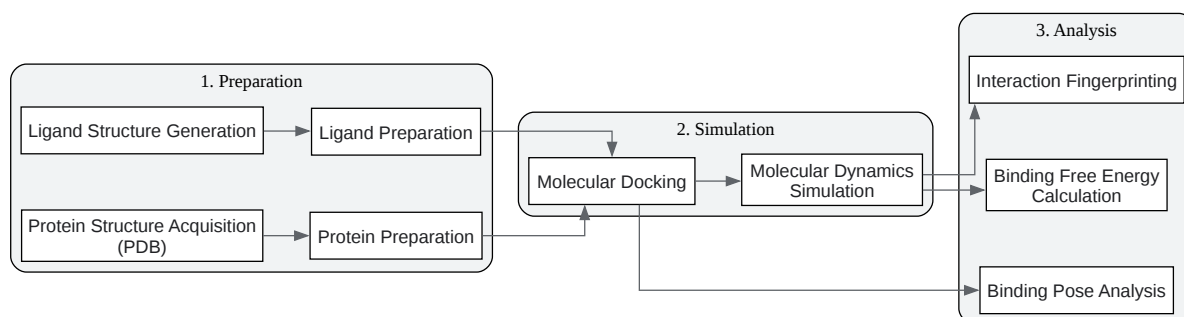 1. Preparation
Ligand Structure Generation
Ligand Preparation
Protein Structure Acquisition
(PDB)
Protein Preparation
2. Simulation
Molecular Docking
Molecular Dynamics
Simulation
3. Analysis
Interaction Fingerprinting
Binding Free Energy
Calculation
Binding Pose Analysis